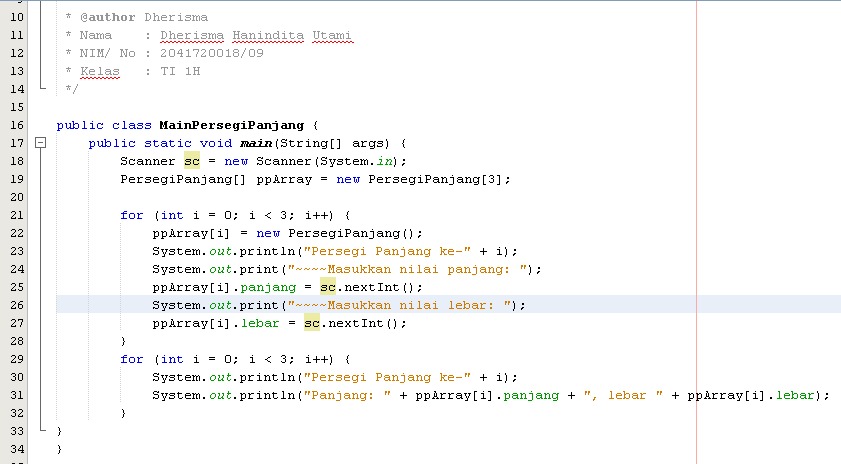 10 * @author Dherisma
11 * Nama : Dherisma Hanindita Utami
12 * NIM/ No : 2041720018/09
13 * Kelas : TI 1H
14 */
15
16 public class MainPersegiPanjang {
17 public static void main(String[] args) {
18 Scanner sc = new Scanner(System.in);
19 PersegiPanjang[] ppArray = new PersegiPanjang[3];
20
21 for (int i = 0; i < 3; i++) {
22 ppArray[i] = new PersegiPanjang();
23 System.out.println("Persegi Panjang ke-" + i);
24 System.out.print("~~~~Masukkan nilai panjang: ");
25 ppArray[i].panjang = sc.nextInt();
26 System.out.print("~~~~Masukkan nilai lebar: ");
27 ppArray[i].lebar = sc.nextInt();
28 }
29 for (int i = 0; i < 3; i++) {
30 System.out.println("Persegi Panjang ke-" + i);
31 System.out.println("Panjang: " + ppArray[i].panjang + ", lebar " + ppArray[i].lebar);
32 }
33 }
34 }